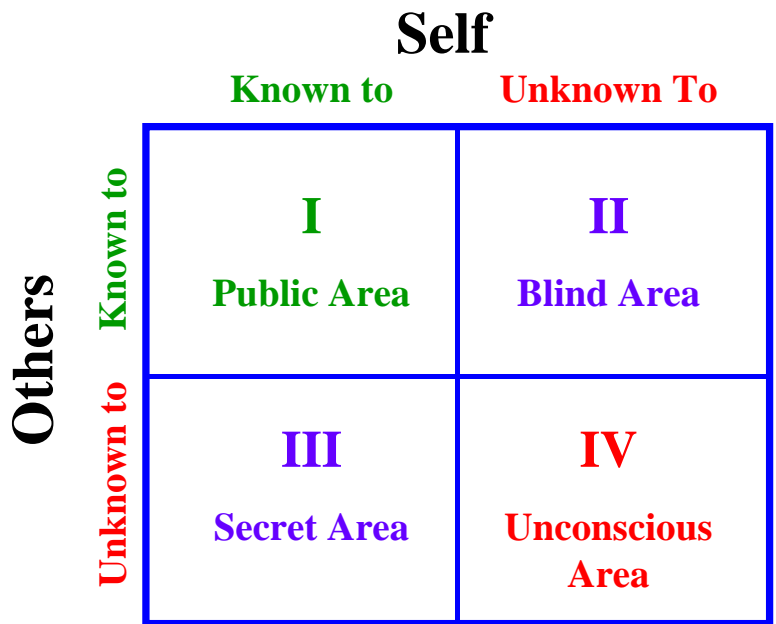 Self
Known to
Unknown To
Others
Known to
I
Public Area
II
Blind Area
Unknown to
III
Secret Area
IV
Unconscious
Area